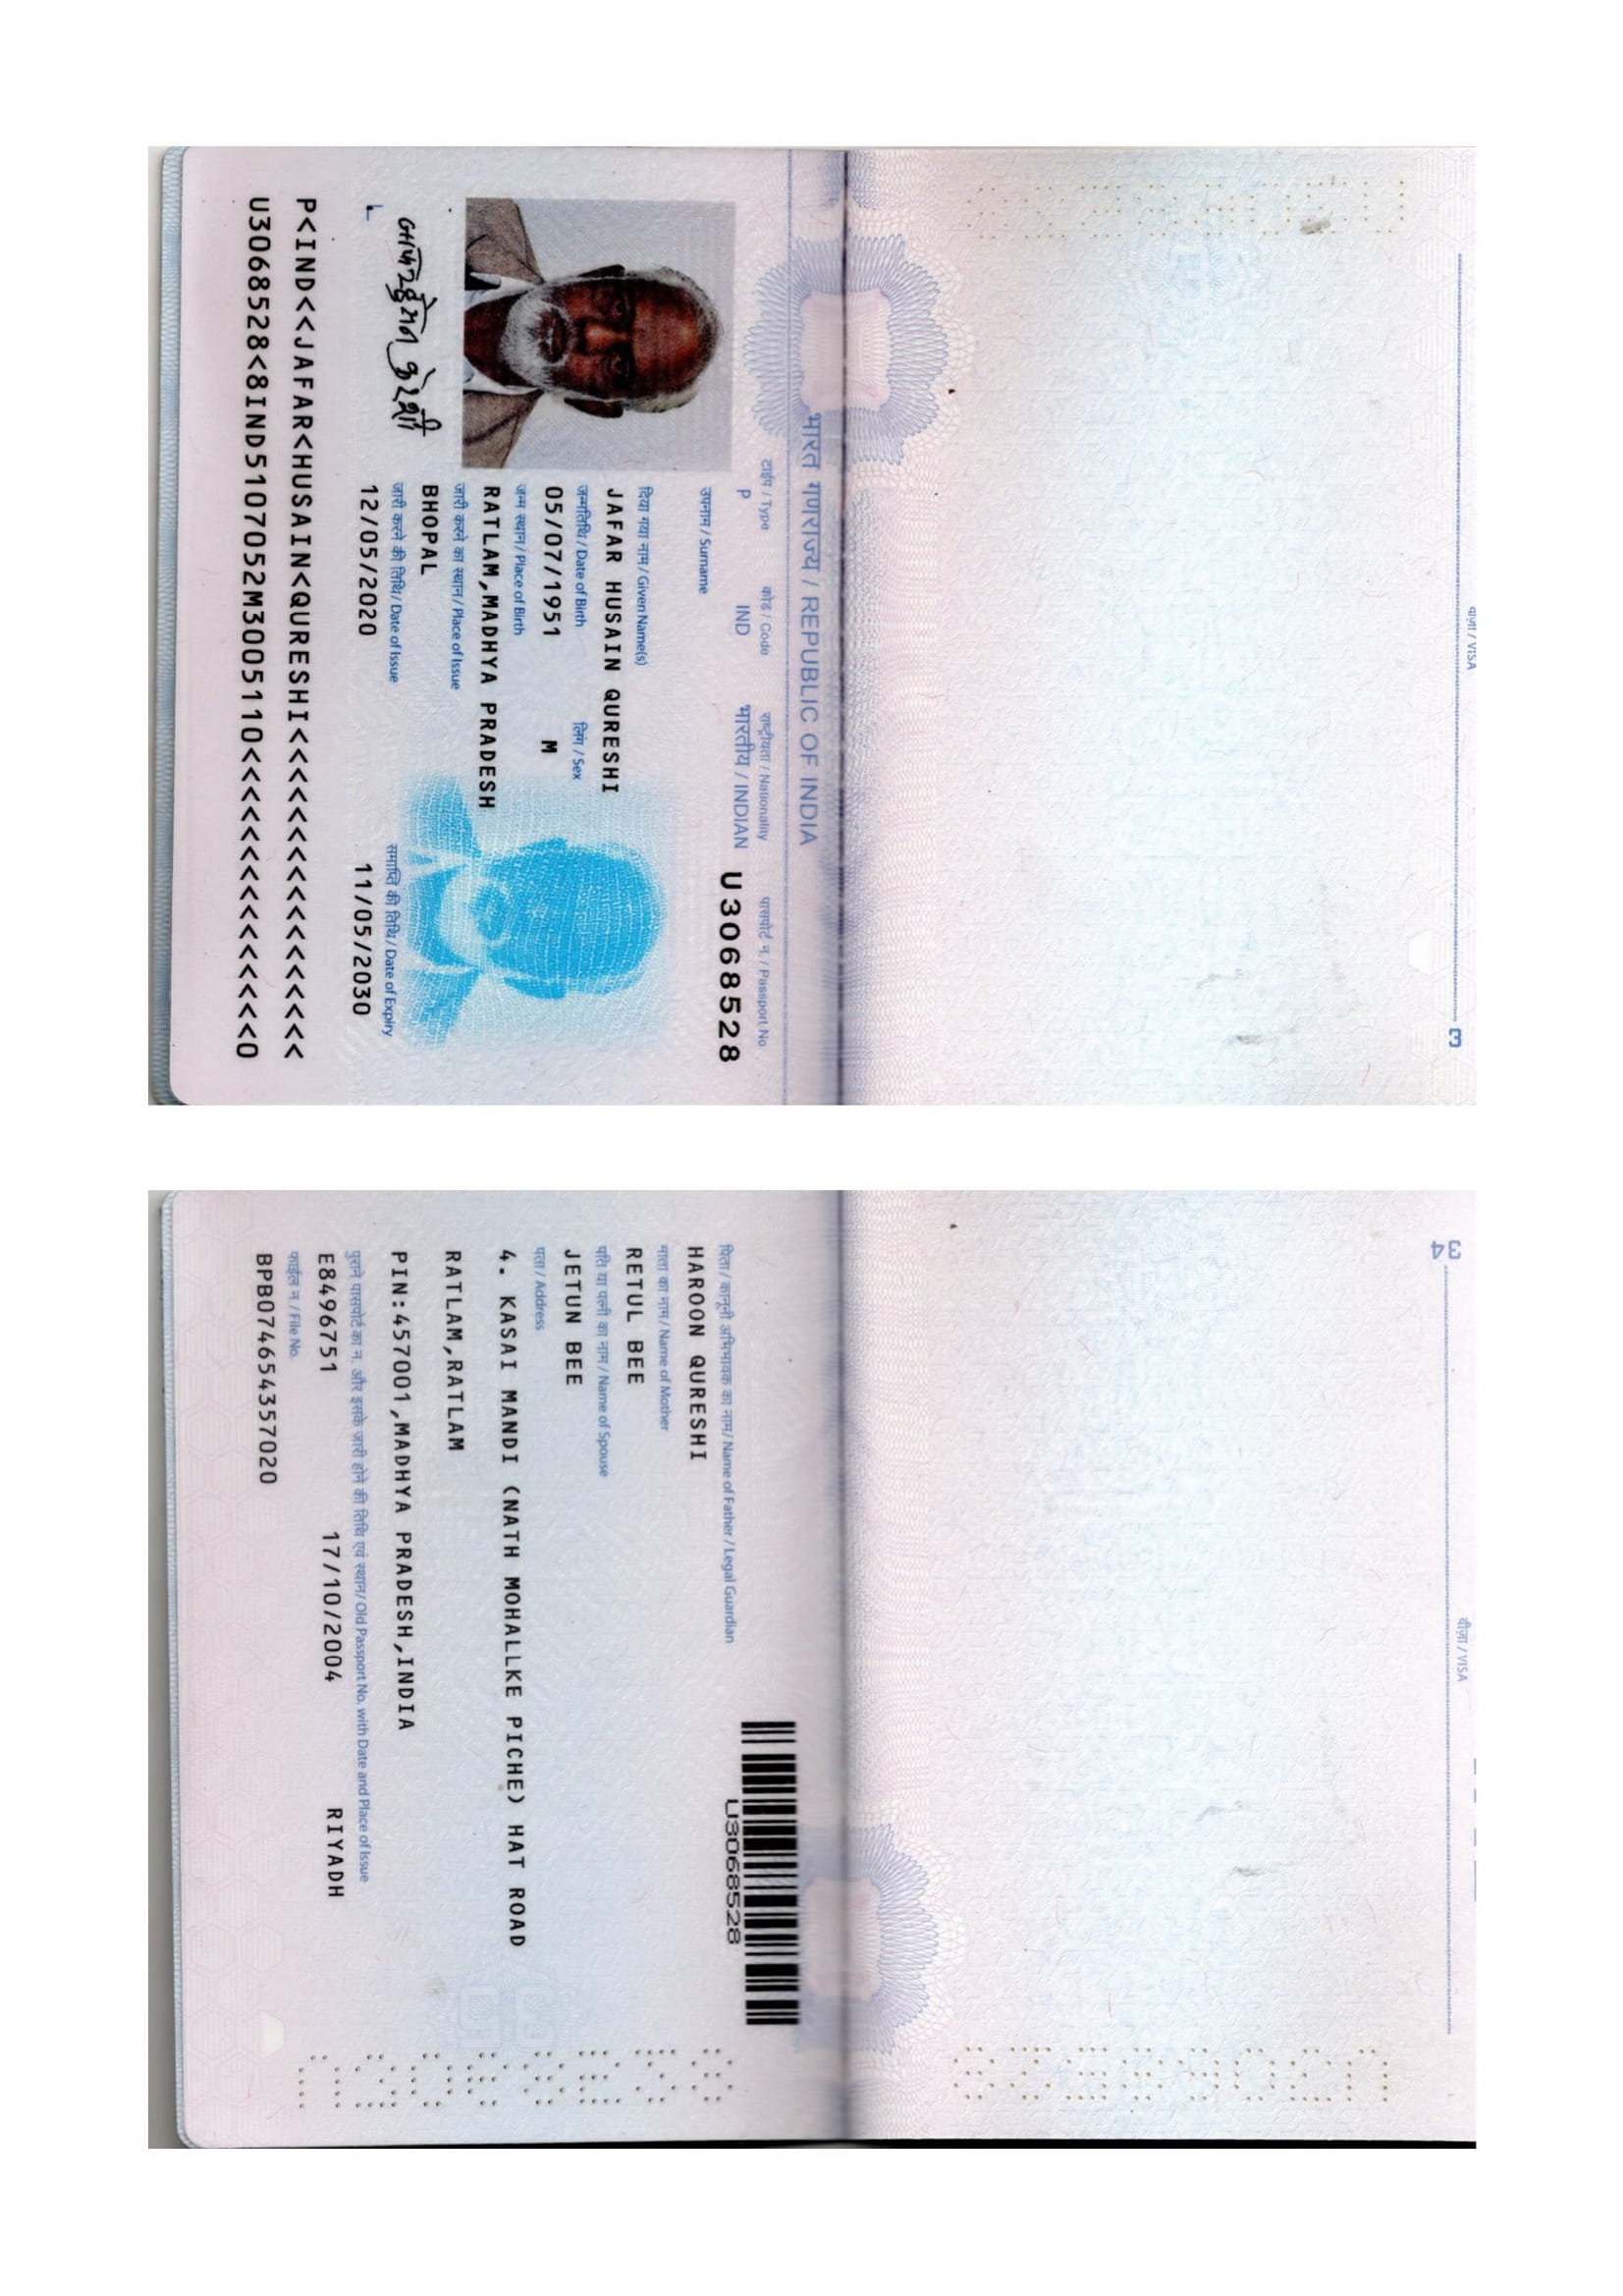 वीज़ा / VISA
3
भारत गणराज्य / REPUBLIC OF INDIA
टाईप / Type कोड / Code राष्ट्रीयता / Nationality पासपोर्ट न. / Passport No
P IND भारतीय / INDIAN U3068528
उपनाम / Surname
दिया गया नाम / Given Name(s)
JAFAR HUSAIN QURESHI
जन्मतिथि / Date of Birth लिंग / Sex
05/07/1951 M
जन्म स्थान / Place of Birth
RATLAM,MADHYA PRADESH
जारी करने का स्थान / Place of Issue
BHOPAL
जारी करने की तिथि / Date of Issue समाप्ति की तिथि / Date of Expiry
12/05/2020 11/05/2030
P<IND<<JAFAR<HUSAIN<QURESHI<<<<<<<<<<<<<<<<<
U3068528<8IND5107052M3005110<<<<<<<<<<<<<<<0
34
वीज़ा / VISA
U3068528
पिता / कानूनी अभिभावक का नाम / Name of Father / Legal Guardian
HAROON QURESHI
माता का नाम / Name of Mother
RETUL BEE
पति या पत्नी का नाम / Name of Spouse
JETUN BEE
पता / Address
4. KASAI MANDI (NATH MOHALLKE PICHE) HAT ROAD
RATLAM,RATLAM
PIN:457001,MADHYA PRADESH,INDIA
पुराने पासपोर्ट का न. और इसके जारी होने की तिथि एवं स्थान / Old Passport No. with Date and Place of Issue
E8496751 17/10/2004 RIYADH
फाईल न. / File No.
BPB074654357020
U3068528
U3068528